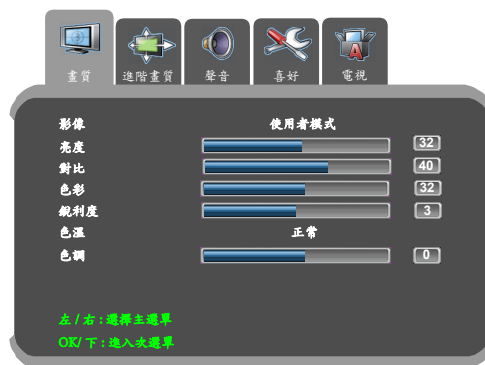 畫質 進階畫質 聲音 喜好 電視
影像 使用者模式
亮度 32
對比 40
色彩 32
銳利度 3
色溫 正常
色調 0
左 / 右 : 選擇主選單
OK/ 下 : 進入次選單